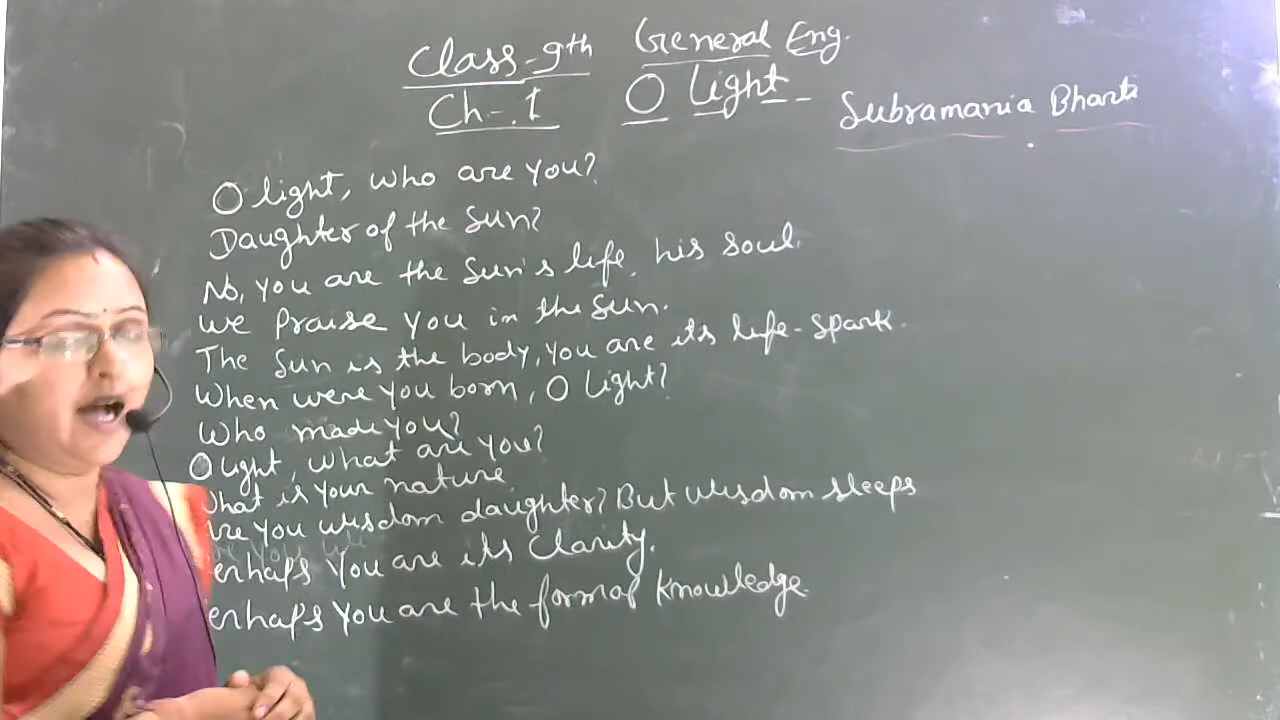 Class-9th General Eng.
Ch-.1 O Light - Subramania Bharti
O light, who are you?
Daughter of the Sun?
No, you are the Sun's life, his soul.
We Praise you in the Sun.
The Sun is the body, you are its life-spark.
When were you born, O light?
Who made you?
O light, what are you?
What is your nature
Are you wisdom daughter? But wisdom sleeps
erhaps you are its Clarity.
erhaps you are the form of knowledge.